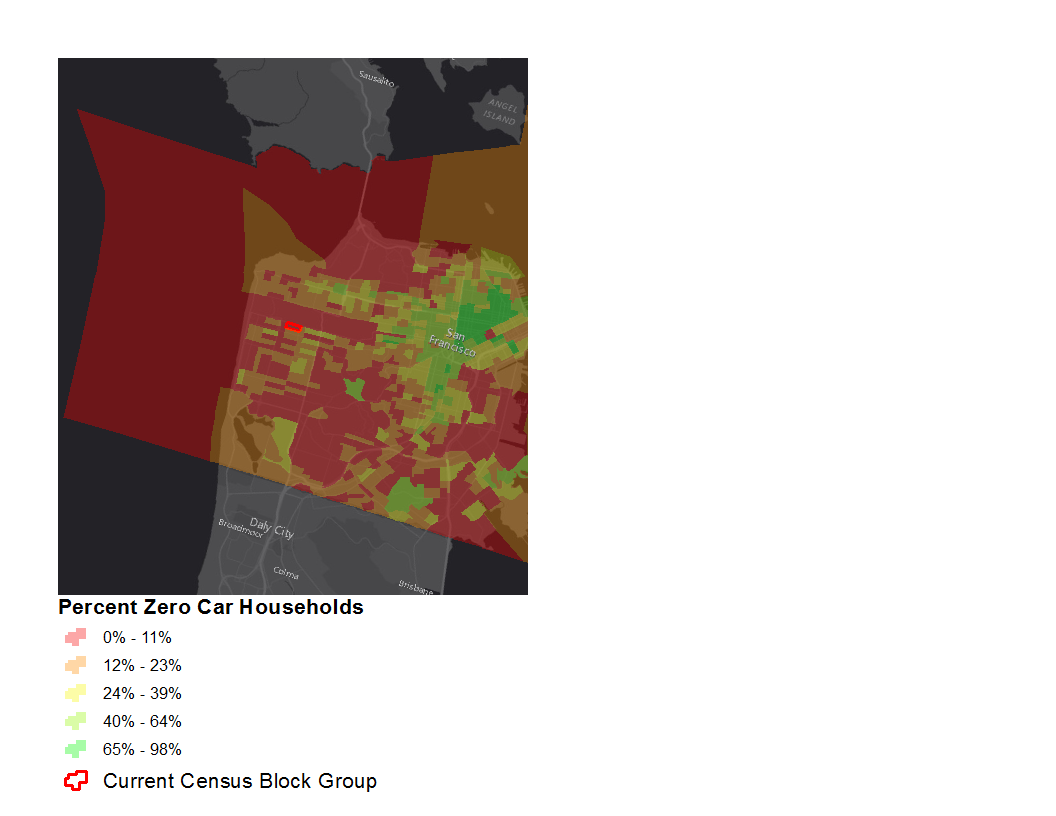 Sausalito
ANGEL
ISLAND
San
Francisco
Daly City
Broadmoor
Colma
Brisbane
Percent Zero Car Households
0% - 11%
12% - 23%
24% - 39%
40% - 64%
65% - 98%
Current Census Block Group